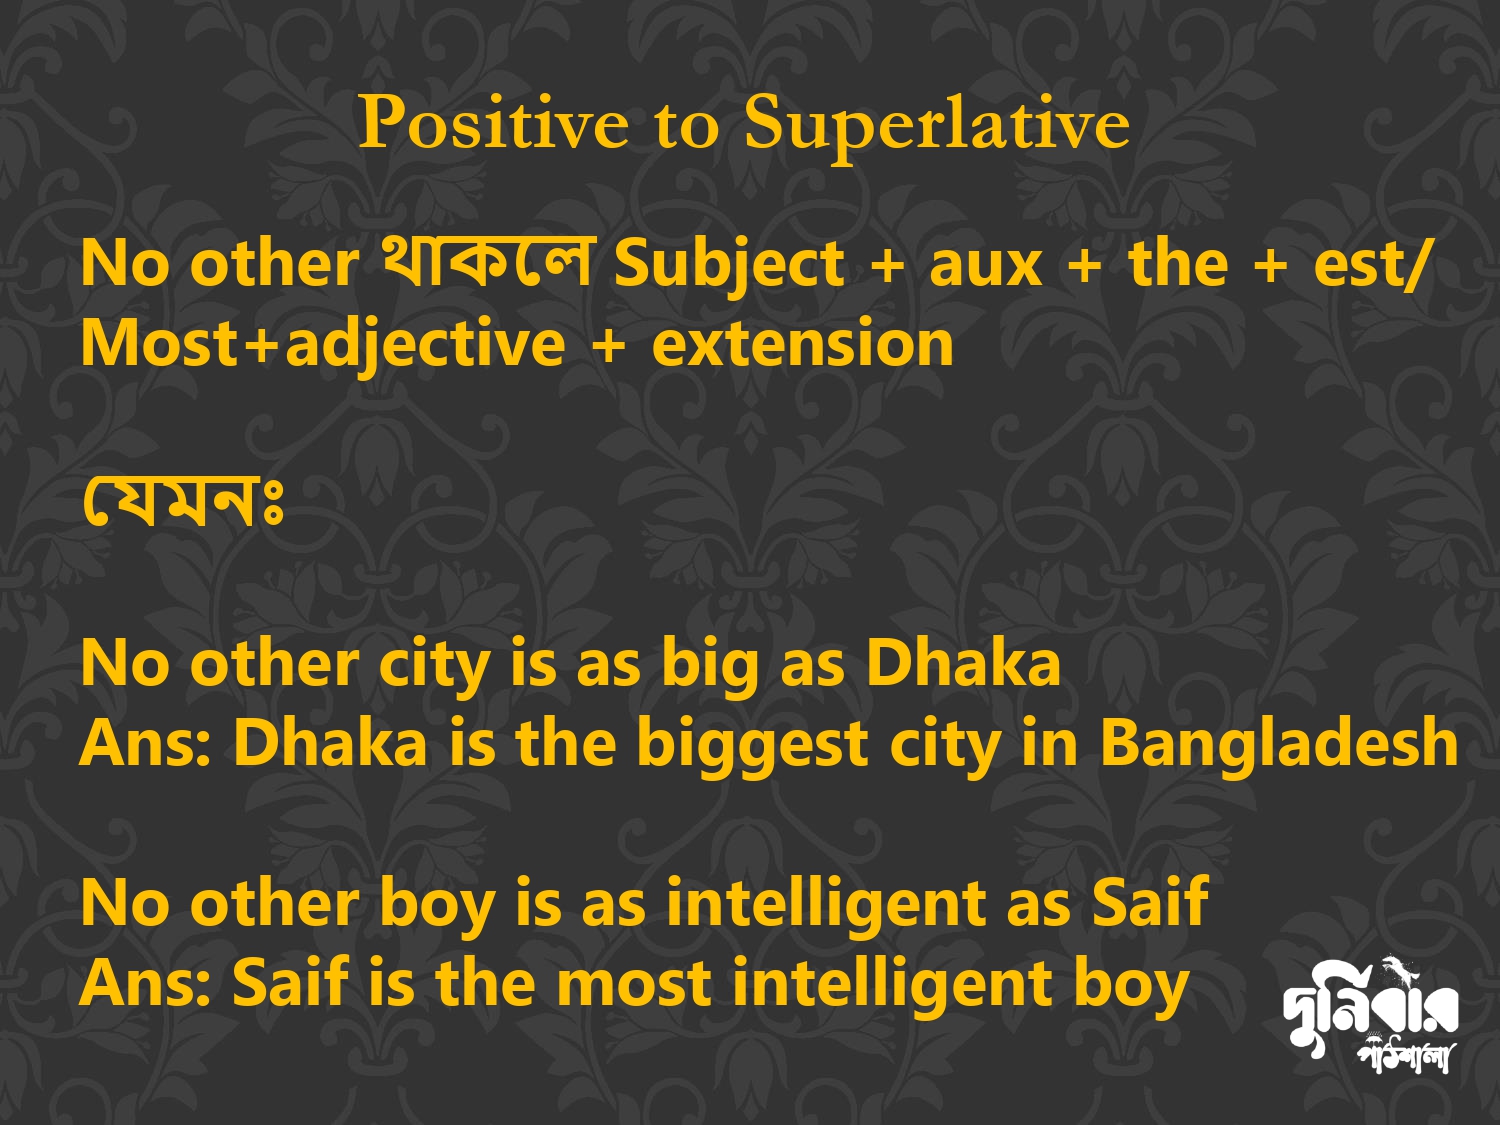 Positive to Superlative
No other থাকলে Subject + aux + the + est/
Most+adjective + extension
যেমনঃ
No other city is as big as Dhaka
Ans: Dhaka is the biggest city in Bangladesh
No other boy is as intelligent as Saif
Ans: Saif is the most intelligent boy
দুর্নিবার
পাঠশালা